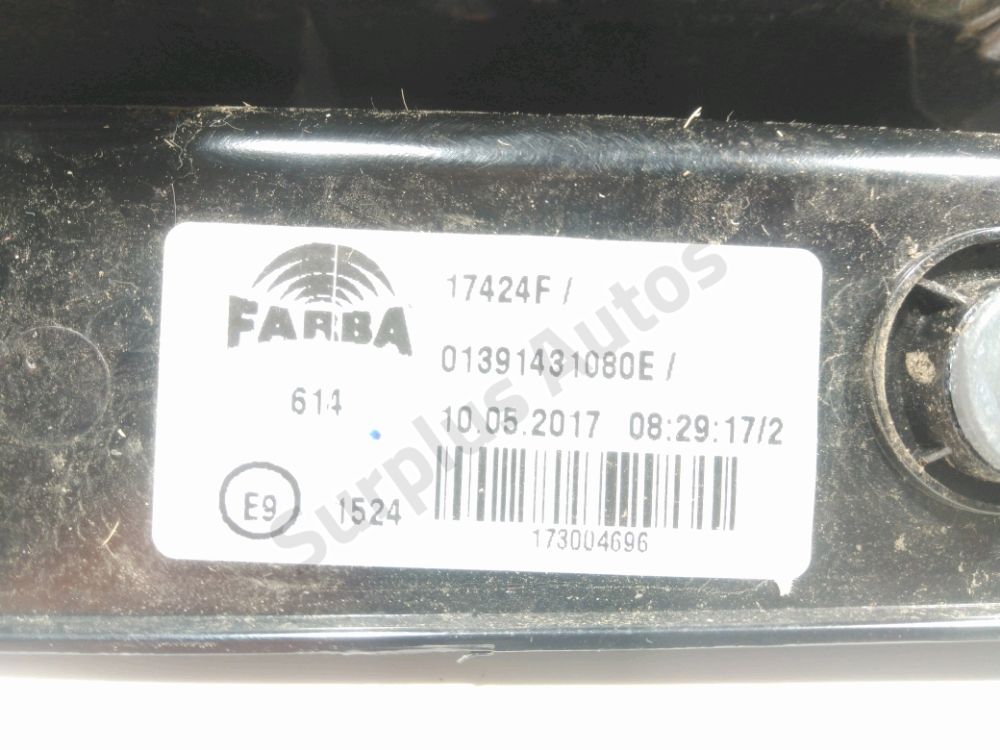 FARBA
17424F /
01391431080E /
614
10.05.2017 08:29:17/2
E9 1524
173004696
Surplus Autos